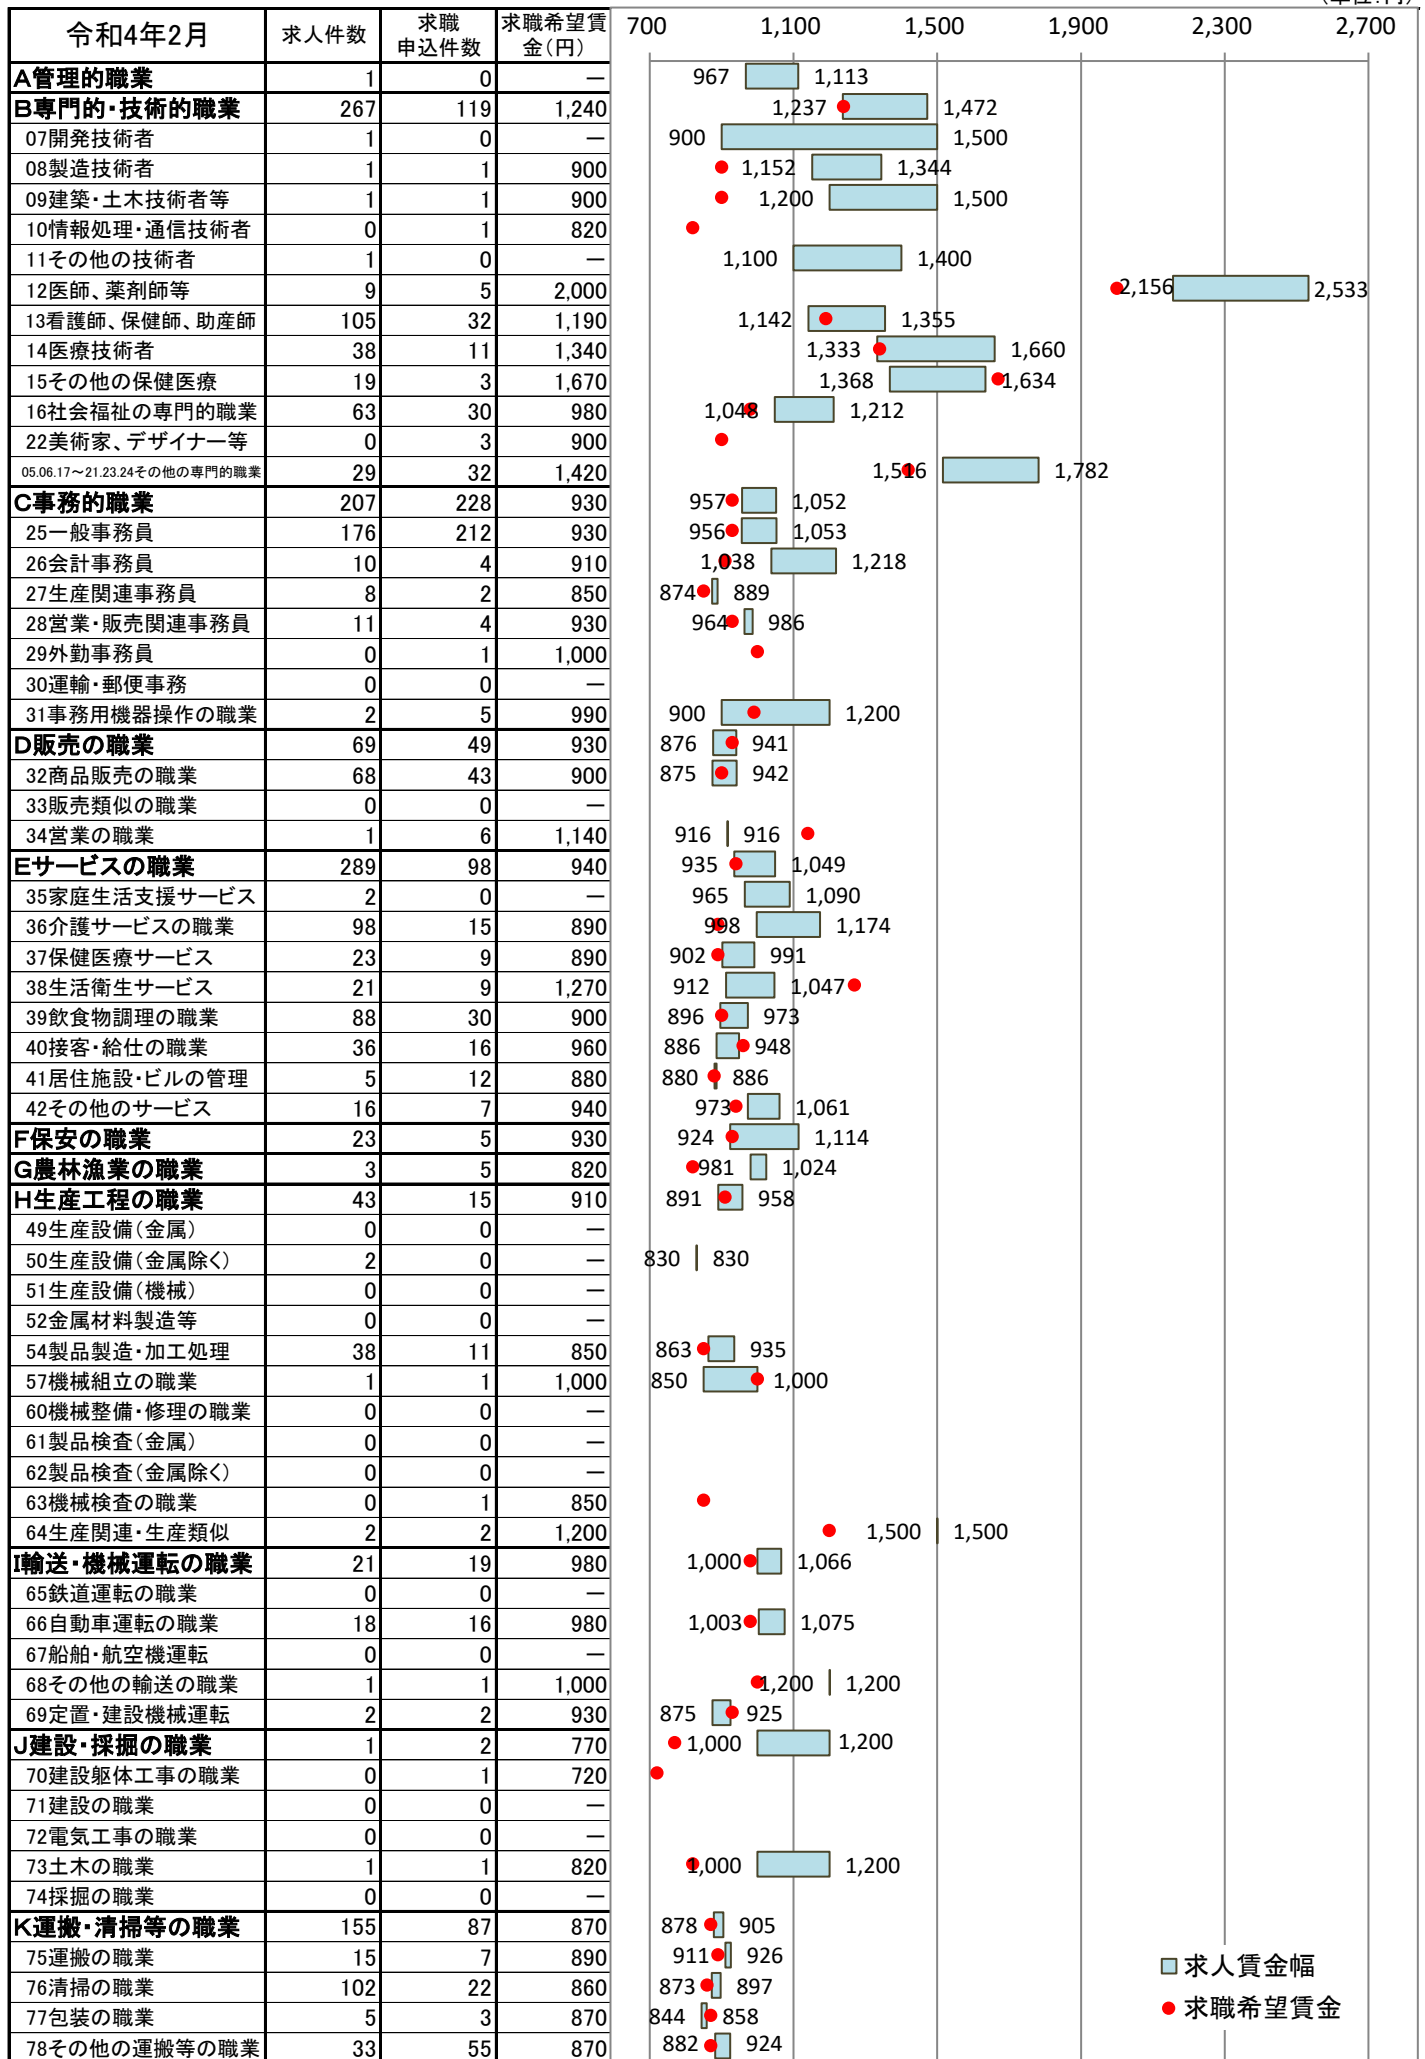 (単位:円)
令和4年2月 求人件数 求職申込件数 求職希望賃金(円) 700 1,100 1,500 1,900 2,300 2,700
A管理的職業 1 0 － 967 1,113
B専門的・技術的職業 267 119 1,240 1,237 1,472
07開発技術者 1 0 － 900 1,500
08製造技術者 1 1 900 1,152 1,344
09建築・土木技術者等 1 1 900 1,200 1,500
10情報処理・通信技術者 0 1 820
11その他の技術者 1 0 － 1,100 1,400
12医師、薬剤師等 9 5 2,000 2,156 2,533
13看護師、保健師、助産師 105 32 1,190 1,142 1,355
14医療技術者 38 11 1,340 1,333 1,660
15その他の保健医療 19 3 1,670 1,368 1,634
16社会福祉の専門的職業 63 30 980 1,048 1,212
22美術家、デザイナー等 0 3 900
05.06.17～21.23.24その他の専門的職業 29 32 1,420 1,516 1,782
C事務的職業 207 228 930 957 1,052
25一般事務員 176 212 930 956 1,053
26会計事務員 10 4 910 1,038 1,218
27生産関連事務員 8 2 850 874 889
28営業・販売関連事務員 11 4 930 964 986
29外勤事務員 0 1 1,000
30運輸・郵便事務 0 0 －
31事務用機器操作の職業 2 5 990 900 1,200
D販売の職業 69 49 930 876 941
32商品販売の職業 68 43 900 875 942
33販売類似の職業 0 0 －
34営業の職業 1 6 1,140 916 916
Eサービスの職業 289 98 940 935 1,049
35家庭生活支援サービス 2 0 － 965 1,090
36介護サービスの職業 98 15 890 998 1,174
37保健医療サービス 23 9 890 902 991
38生活衛生サービス 21 9 1,270 912 1,047
39飲食物調理の職業 88 30 900 896 973
40接客・給仕の職業 36 16 960 886 948
41居住施設・ビルの管理 5 12 880 880 886
42その他のサービス 16 7 940 973 1,061
F保安の職業 23 5 930 924 1,114
G農林漁業の職業 3 5 820 981 1,024
H生産工程の職業 43 15 910 891 958
49生産設備(金属) 0 0 －
50生産設備(金属除く) 2 0 － 830 830
51生産設備(機械) 0 0 －
52金属材料製造等 0 0 －
54製品製造・加工処理 38 11 850 863 935
57機械組立の職業 1 1 1,000 850 1,000
60機械整備・修理の職業 0 0 －
61製品検査(金属) 0 0 －
62製品検査(金属除く) 0 0 －
63機械検査の職業 0 1 850
64生産関連・生産類似 2 2 1,200 1,500 1,500
I輸送・機械運転の職業 21 19 980 1,000 1,066
65鉄道運転の職業 0 0 －
66自動車運転の職業 18 16 980 1,003 1,075
67船舶・航空機運転 0 0 －
68その他の輸送の職業 1 1 1,000 1,200 1,200
69定置・建設機械運転 2 2 930 875 925
J建設・採掘の職業 1 2 770 1,000 1,200
70建設躯体工事の職業 0 1 720
71建設の職業 0 0 －
72電気工事の職業 0 0 －
73土木の職業 1 1 820 1,000 1,200
74採掘の職業 0 0 －
K運搬・清掃等の職業 155 87 870 878 905
75運搬の職業 15 7 890 911 926
76清掃の職業 102 22 860 873 897
77包装の職業 5 3 870 844 858
78その他の運搬等の職業 33 55 870 882 924
求人賃金幅
求職希望賃金